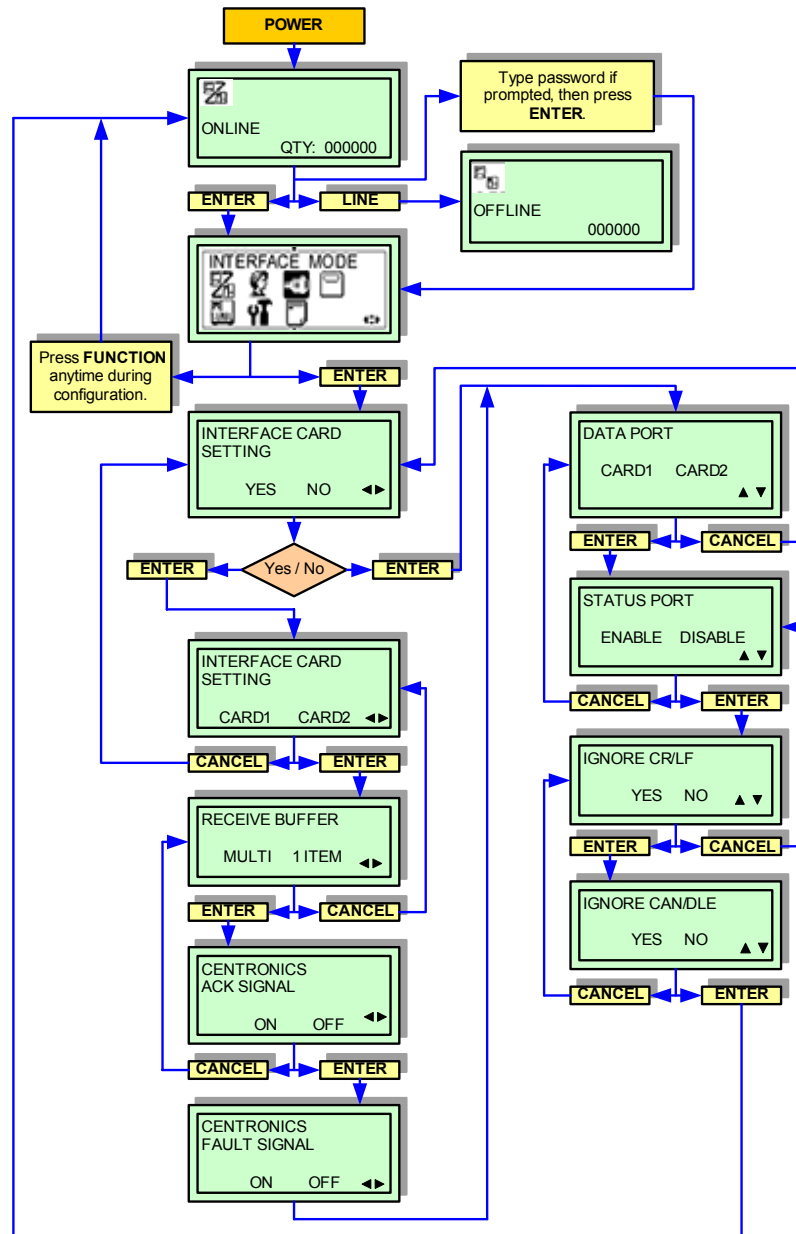 POWER
ONLINE
QTY: 000000
Type password if
prompted, then press
ENTER.
ENTER
LINE
OFFLINE
000000
INTERFACE MODE
Press FUNCTION
anytime during
configuration.
ENTER
INTERFACE CARD
SETTING
YES NO
ENTER
Yes / No
ENTER
INTERFACE CARD
SETTING
CARD1 CARD2
CANCEL
ENTER
RECEIVE BUFFER
MULTI 1 ITEM
ENTER
CANCEL
CENTRONICS
ACK SIGNAL
ON OFF
CANCEL
ENTER
CENTRONICS
FAULT SIGNAL
ON OFF
DATA PORT
CARD1 CARD2
ENTER
CANCEL
STATUS PORT
ENABLE DISABLE
CANCEL
ENTER
IGNORE CR/LF
YES NO
ENTER
CANCEL
IGNORE CAN/DLE
YES NO
CANCEL
ENTER